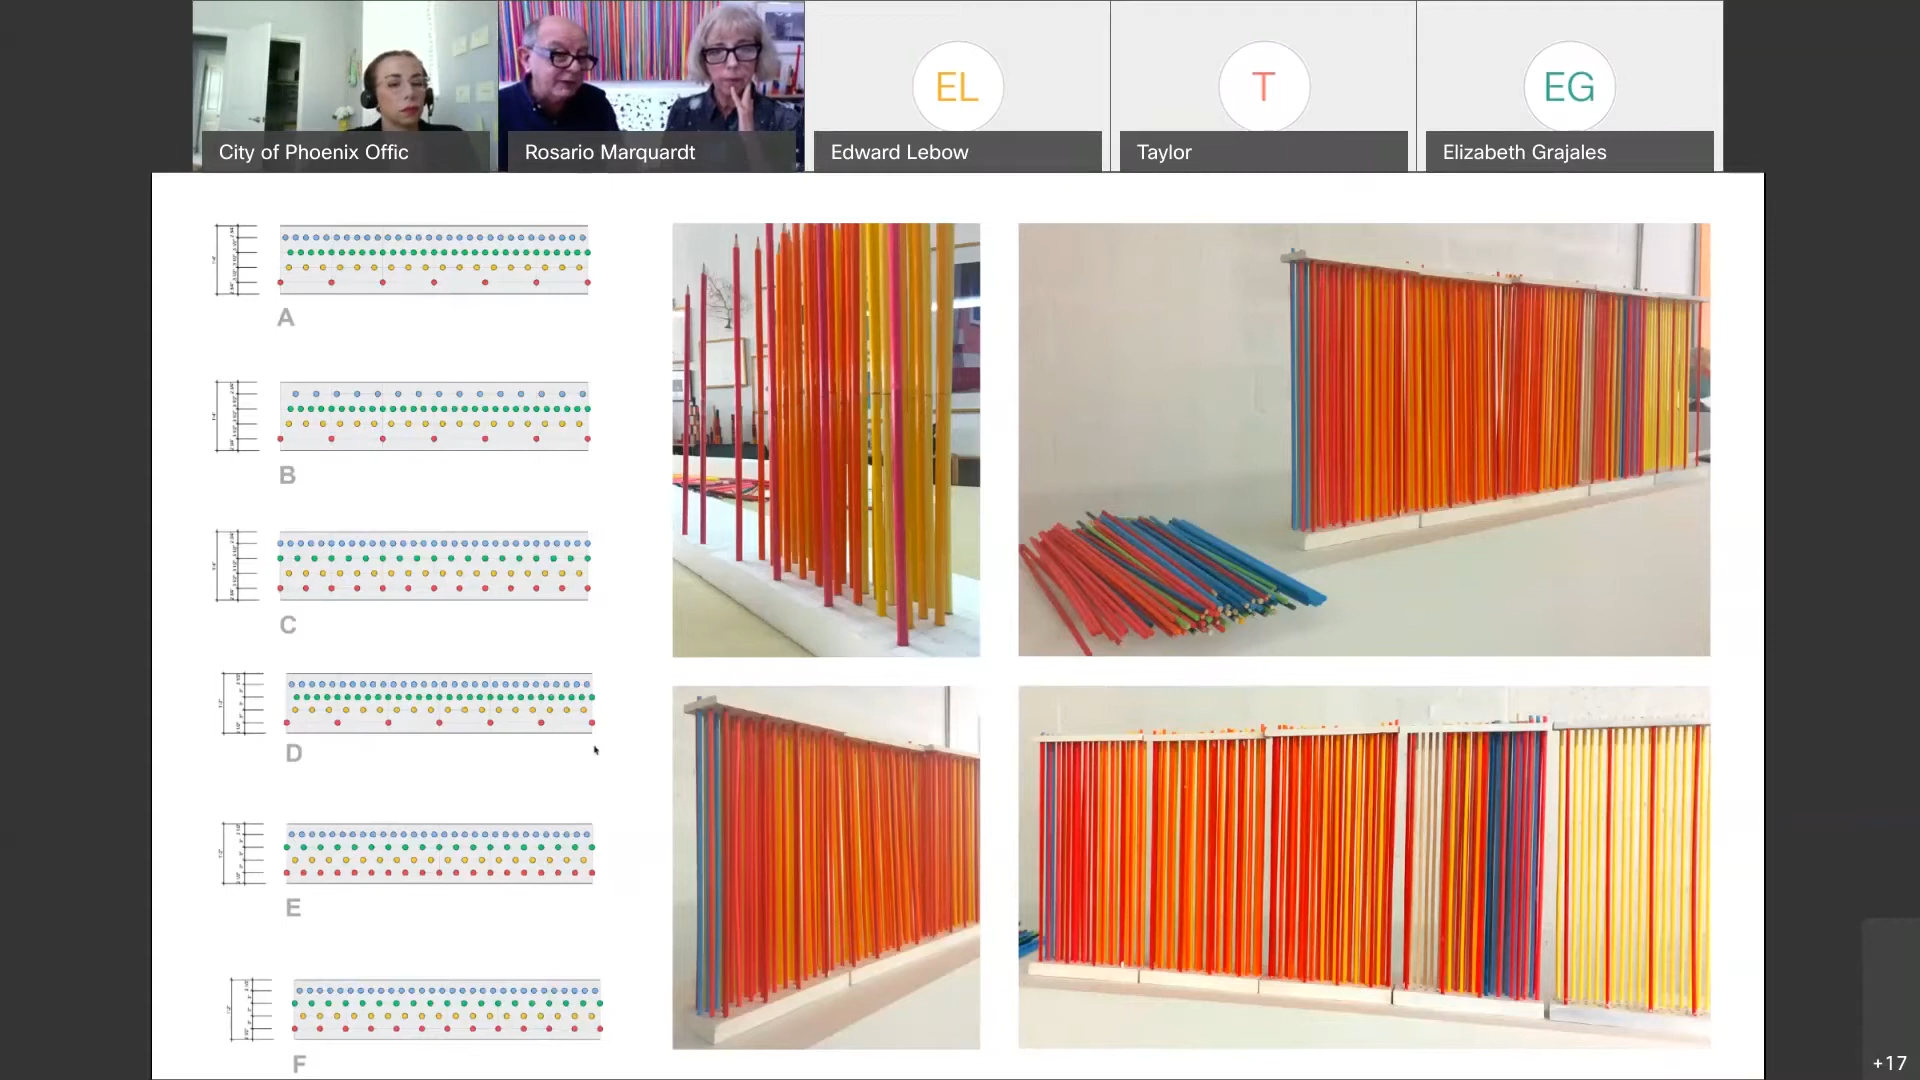 EL
T
EG
City of Phoenix Offic
Rosario Marquardt
Edward Lebow
Taylor
Elizabeth Grajales
A
B
C
D
E
F
+17